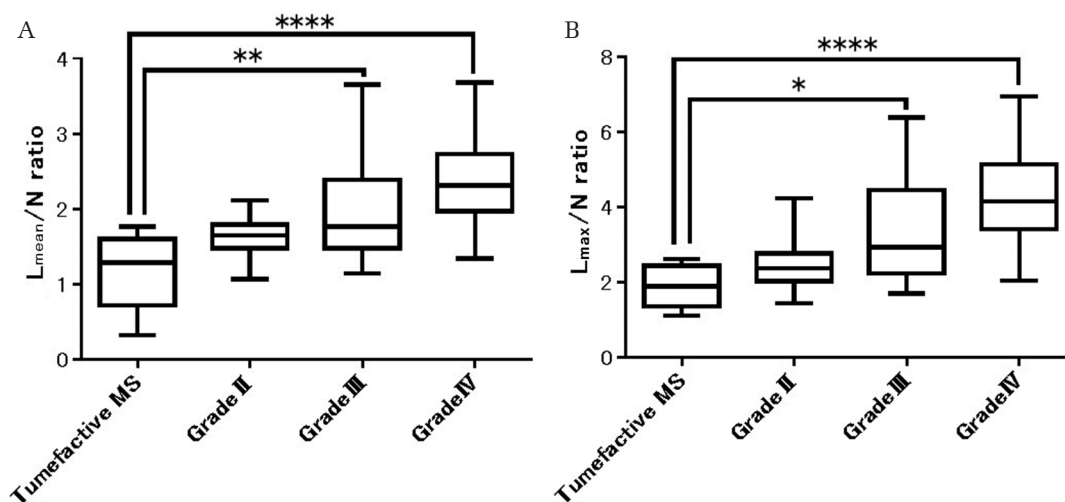 A
****
**
4
3
2
1
0
Lmean/N ratio
Tumefactive MS
Grade Ⅱ
Grade Ⅲ
Grade Ⅳ
B
****
*
8
6
4
2
0
Lmax/N ratio
Tumefactive MS
Grade Ⅱ
Grade Ⅲ
Grade Ⅳ